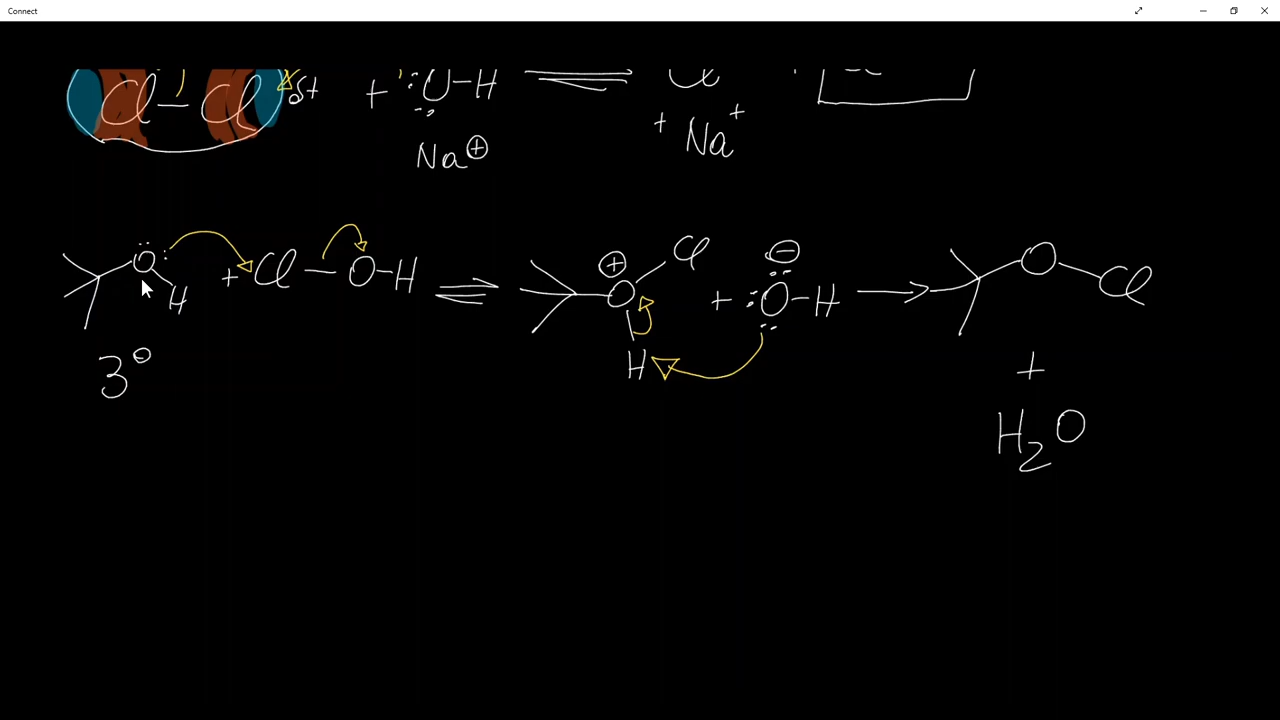 Connect
Cl — Cl δ+ + :O–H ⇌ Cl
Na⊕ + Na+
O H + Cl — O–H ⇌ ⊕ O Cl H + ⊖ :O–H → O Cl
3°
+
H2O